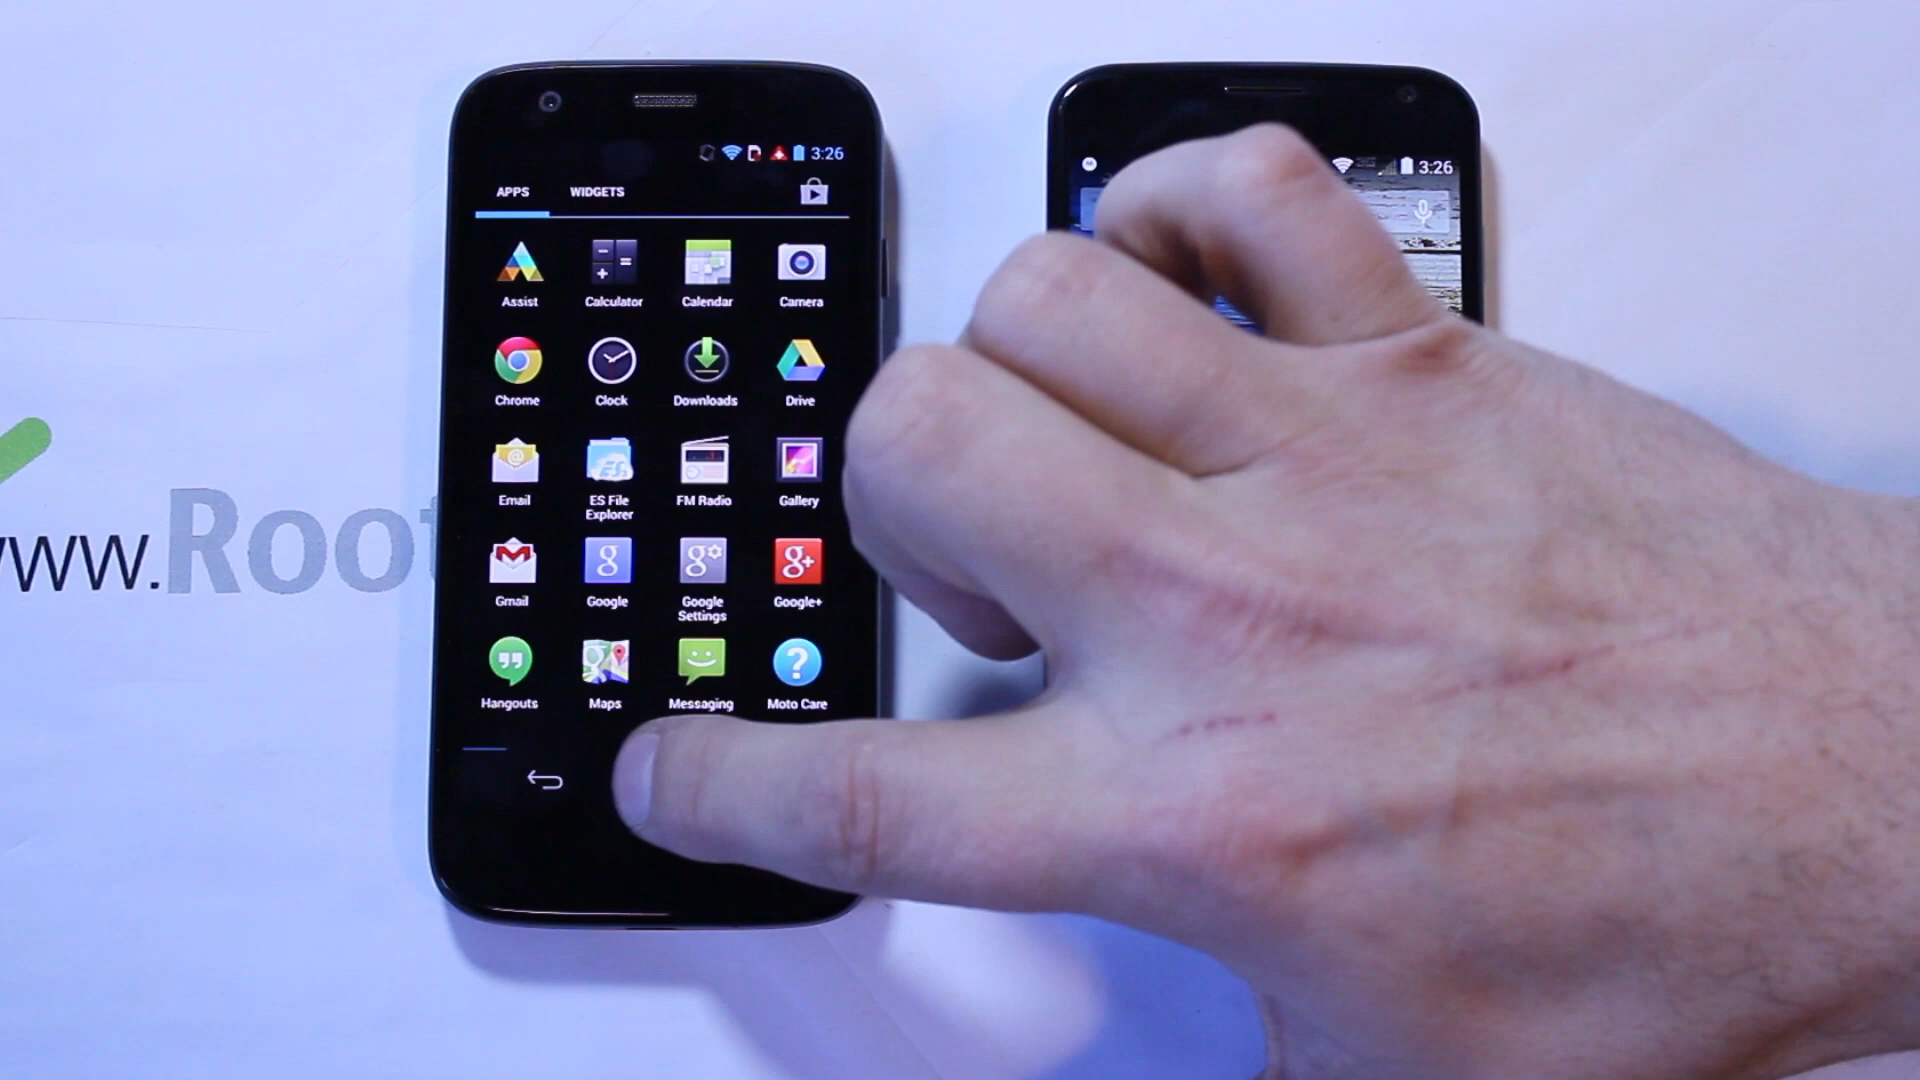 3:26
3:26
APPS WIDGETS
Assist Calculator Calendar Camera
Chrome Clock Downloads Drive
Email ES File Explorer FM Radio Gallery
Gmail Google Google Settings Google+
Hangouts Maps Messaging Moto Care
www.Root